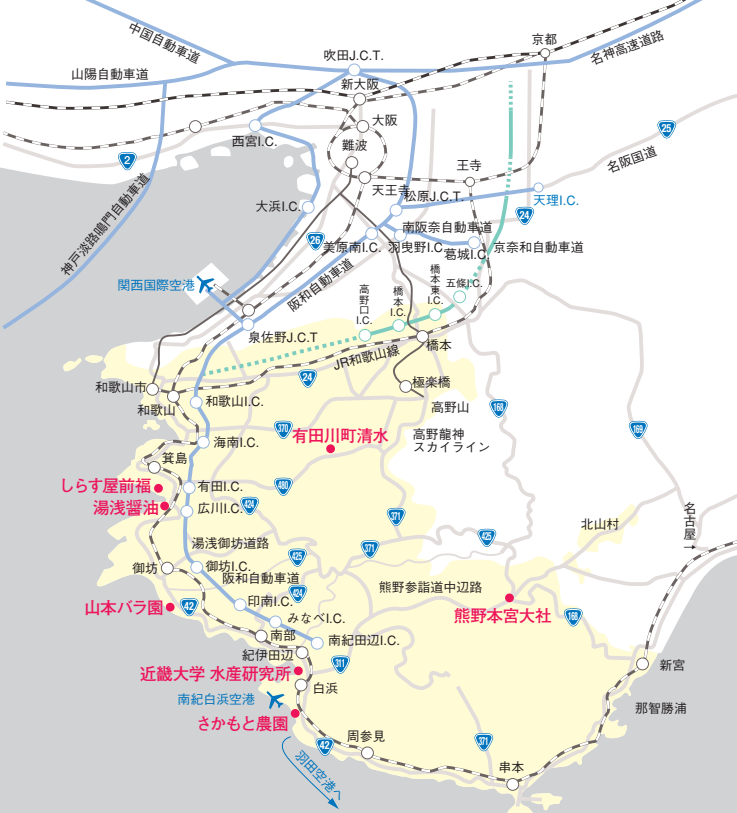 中国自動車道
京都
吹田J.C.T.
名神高速道路
山陽自動車道
新大阪
大阪
西宮I.C.
難波
25
2
王寺
名阪国道
神戸淡路鳴門自動車道
天王寺
松原J.C.T.
天理I.C.
大浜I.C.
24
南阪奈自動車道
26
美原南I.C.
羽曳野I.C.
葛城I.C.
京奈和自動車道
関西国際空港
阪和自動車道
高野口I.C.
橋本I.C.
橋本東I.C.
五條I.C.
泉佐野J.C.T
橋本
JR和歌山線
24
和歌山市
極楽橋
和歌山
和歌山I.C.
高野山
168
370
有田川町清水
高野龍神
スカイライン
169
海南I.C.
箕島
しらす屋前福
有田I.C.
480
湯浅醤油
広川I.C.
424
371
北山村
名古屋→
湯浅御坊道路
425
371
425
御坊
御坊I.C.
阪和自動車道
熊野参詣道中辺路
424
山本バラ園
42
印南I.C.
熊野本宮大社
168
みなべI.C.
南部
南紀田辺I.C.
紀伊田辺
311
新宮
近畿大学 水産研究所
白浜
南紀白浜空港
那智勝浦
さかもと農園
42
周参見
371
羽田空港へ
串本